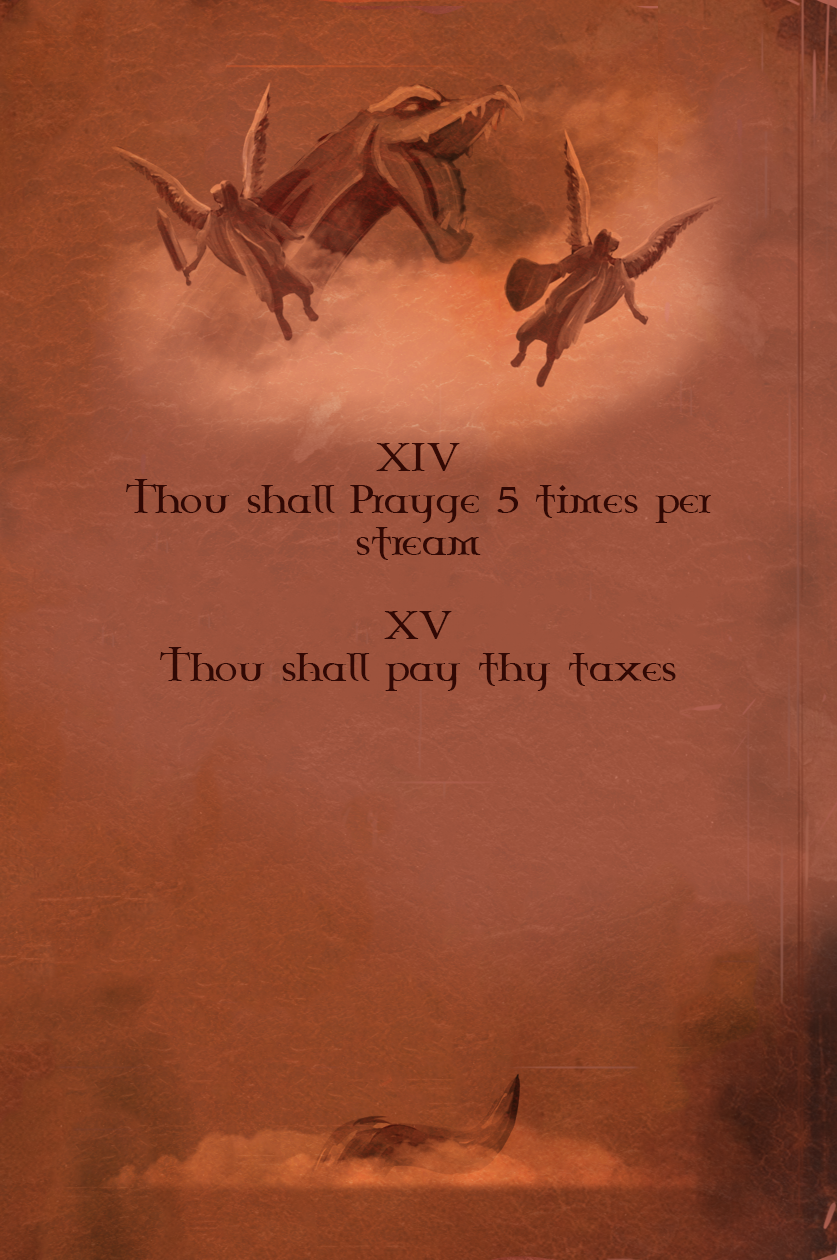 XIV
Thou shall Prayge 5 times per
stream
XV
Thou shall pay thy taxes